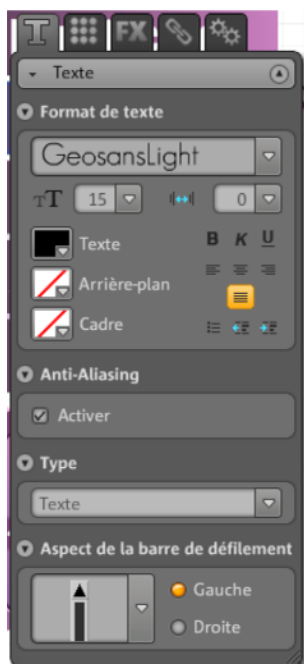 T FX
Texte
Format de texte
GeosansLight
TT 15 0
Texte B K U
Arrière-plan
Cadre
Anti-Aliasing
Activer
Type
Texte
Aspect de la barre de défilement
Gauche
Droite